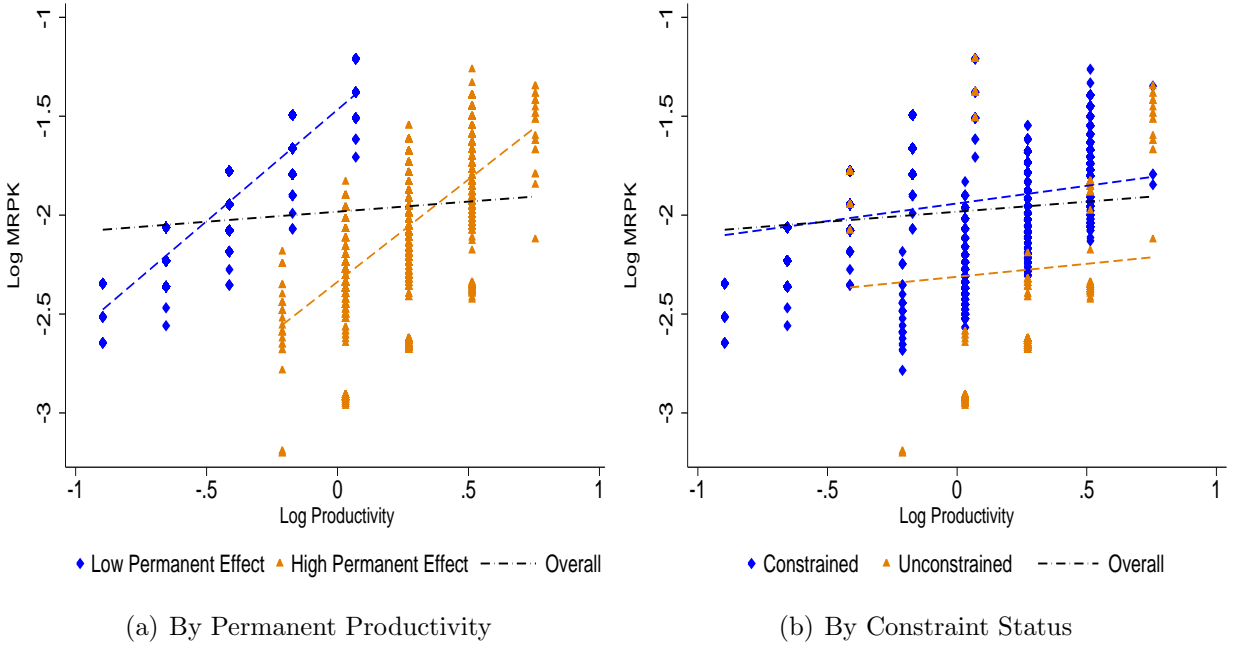 -1
-1.5
-2
-2.5
-3
Log MRPK
-1
-.5
0
.5
1
Log Productivity
Low Permanent Effect
High Permanent Effect
Overall
(a) By Permanent Productivity
-1
-1.5
-2
-2.5
-3
Log MRPK
-1
-.5
0
.5
1
Log Productivity
Constrained
Unconstrained
Overall
(b) By Constraint Status